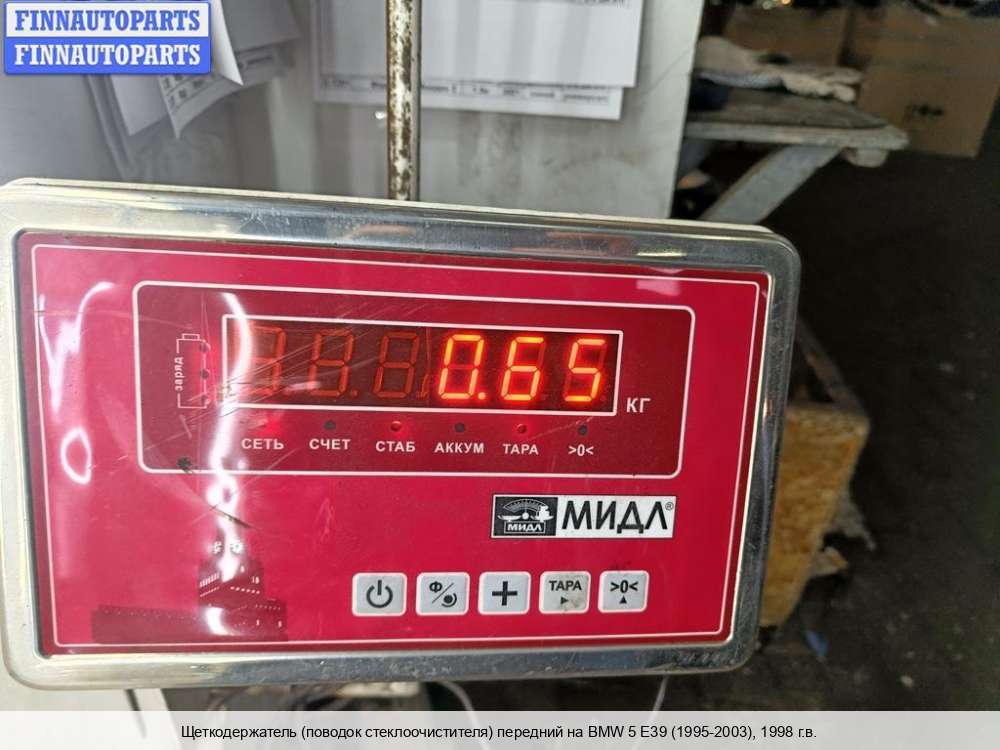 FINNAUTOPARTS
FINNAUTOPARTS
заряд
0.65
КГ
СЕТЬ СЧЕТ СТАБ АККУМ ТАРА >0<
МИДЛ
МИДЛ®
Ф
ТАРА
>0<
Щеткодержатель (поводок стеклоочистителя) передний на BMW 5 E39 (1995-2003), 1998 г.в.